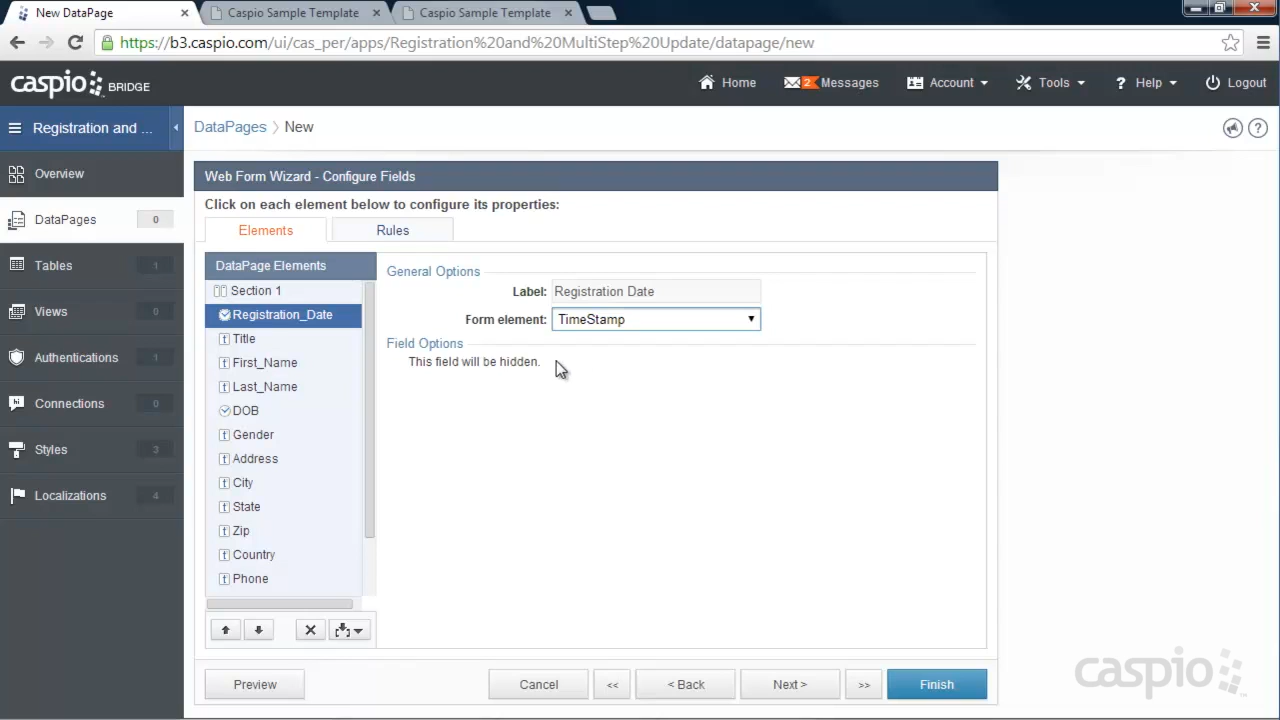 New DataPage
Caspio Sample Template
Caspio Sample Template
https://b3.caspio.com/ui/cas_per/apps/Registration%20and%20MultiStep%20Update/datapage/new
caspio BRIDGE
Home
2 Messages
Account
Tools
? Help
Logout
Registration and ...
DataPages 〉 New
?
Overview
DataPages 0
Tables 1
Views 0
Authentications 1
Connections 0
Styles 3
Localizations 4
Web Form Wizard - Configure Fields
Click on each element below to configure its properties:
Elements
Rules
DataPage Elements
Section 1
Registration_Date
Title
First_Name
Last_Name
DOB
Gender
Address
City
State
Zip
Country
Phone
General Options
Label: Registration Date
Form element: TimeStamp
Field Options
This field will be hidden.
Preview
Cancel
<<
< Back
Next >
>>
Finish
caspio